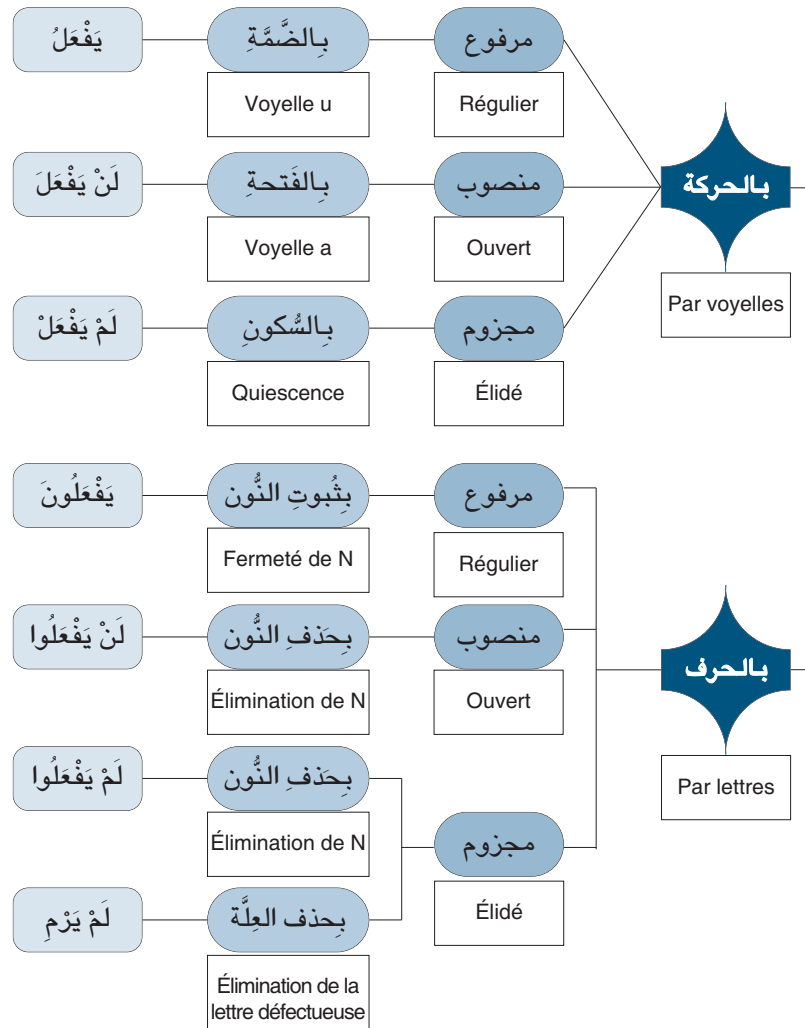 بالحركة
Par voyelles
مرفوع
Régulier
بِالضَّمَّةِ
Voyelle u
يَفْعَلُ
منصوب
Ouvert
بِالفَتحةِ
Voyelle a
لَنْ يَفْعَلَ
مجزوم
Élidé
بِالسُّكونِ
Quiescence
لَمْ يَفْعَلْ
بالحرف
Par lettres
مرفوع
Régulier
بِثُبوتِ النُّون
Fermeté de N
يَفْعَلُونَ
منصوب
Ouvert
بِحَذفِ النُّون
Élimination de N
لَنْ يَفْعَلُوا
مجزوم
Élidé
بِحَذفِ النُّون
Élimination de N
لَمْ يَفْعَلُوا
بِحذف العِلَّة
Élimination de la
lettre défectueuse
لَمْ يَرْمِ